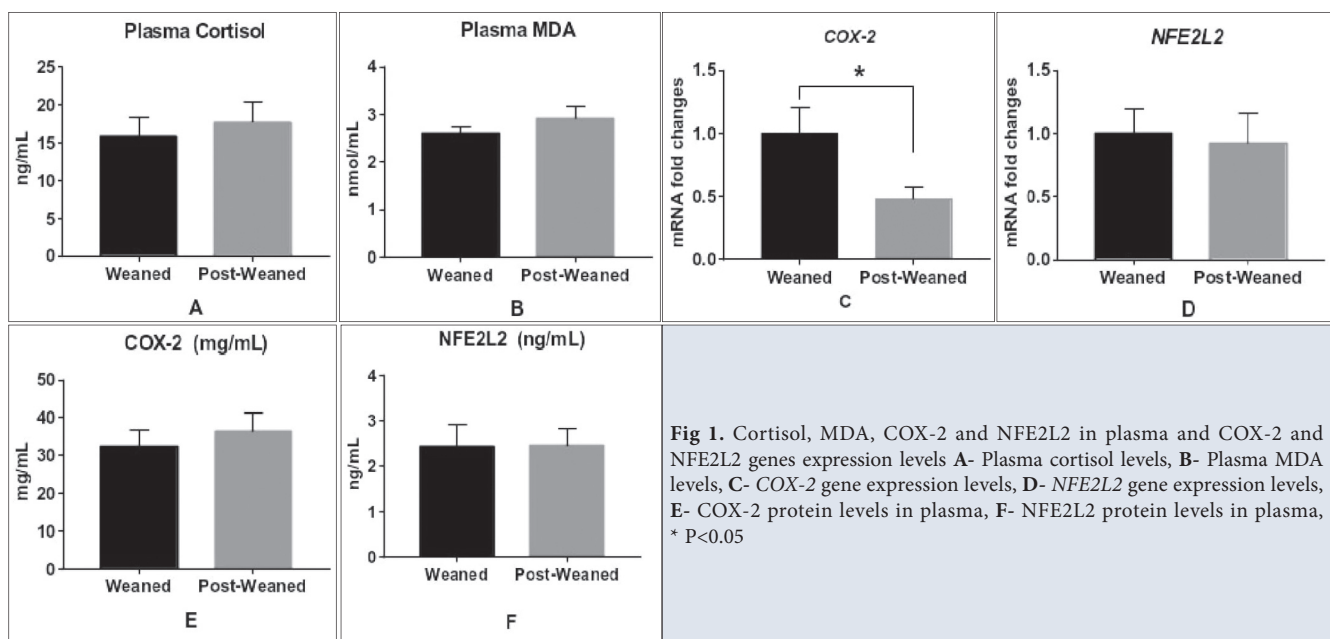 Plasma Cortisol
25
20
15
10
5
0
ng/mL
Weaned Post-Weaned
A
Plasma MDA
4
3
2
1
0
nmol/mL
Weaned Post-Weaned
B
COX-2
*
1.5
1.0
0.5
0.0
mRNA fold changes
Weaned Post-Weaned
C
NFE2L2
1.5
1.0
0.5
0.0
mRNA fold changes
Weaned Post-Weaned
D
COX-2 (mg/mL)
50
40
30
20
10
0
mg/mL
Weaned Post-Weaned
E
NFE2L2 (ng/mL)
4
3
2
1
0
ng/mL
Weaned Post-Weaned
F
Fig 1. Cortisol, MDA, COX-2 and NFE2L2 in plasma and COX-2 and
NFE2L2 genes expression levels A- Plasma cortisol levels, B- Plasma MDA
levels, C- COX-2 gene expression levels, D- NFE2L2 gene expression levels,
E- COX-2 protein levels in plasma, F- NFE2L2 protein levels in plasma,
* P<0.05